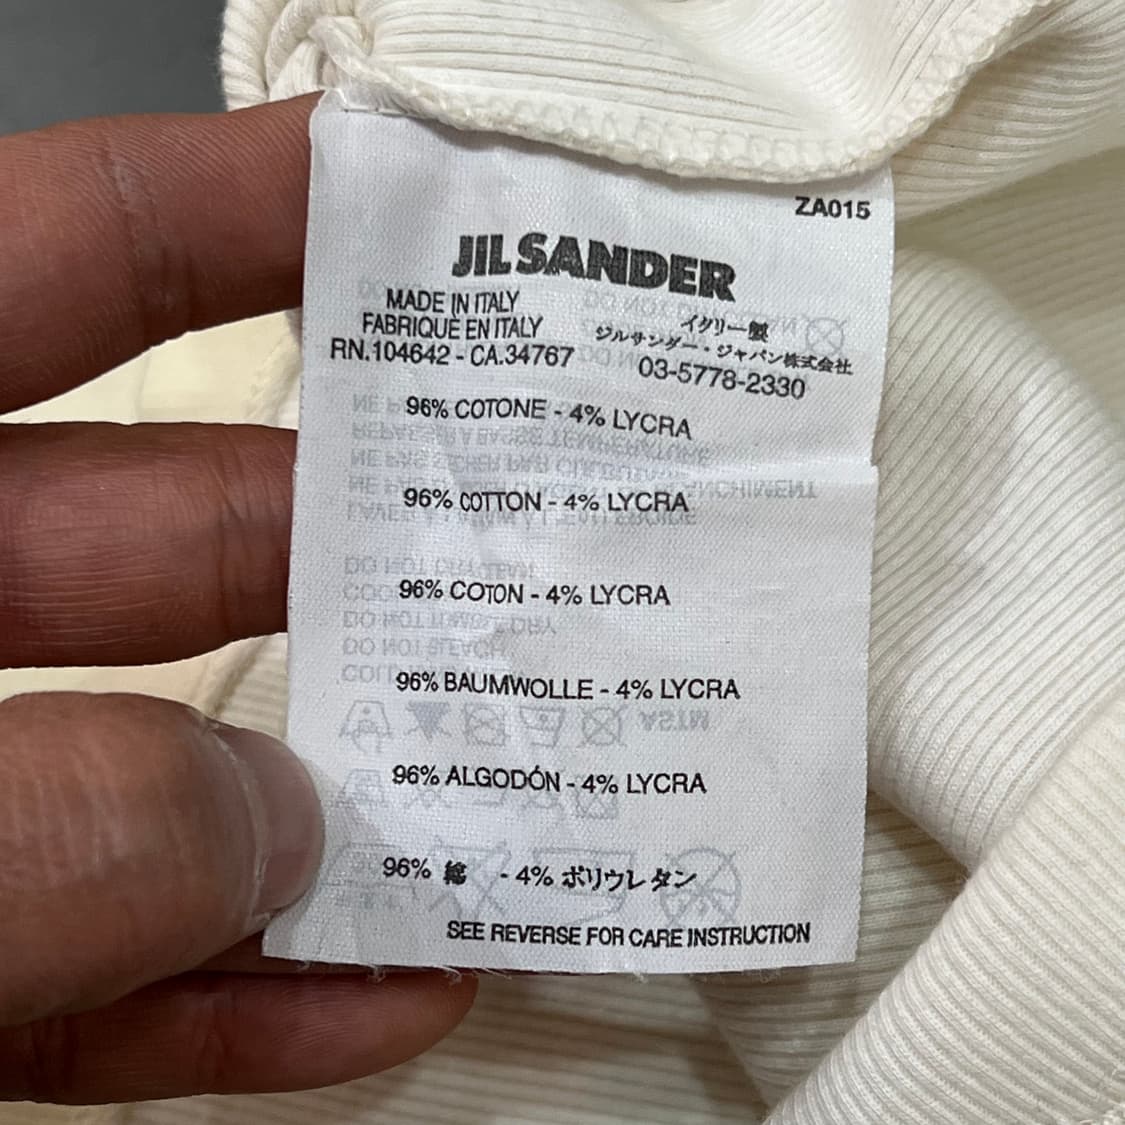 ZA015
JIL SANDER
MADE IN ITALY
FABRIQUÉ EN ITALY
RN.104642 - CA.34767
イタリー製
ジルサンダー・ジャパン株式会社
03-5778-2330
96% COTONE - 4% LYCRA
96% COTTON - 4% LYCRA
96% COTON - 4% LYCRA
96% BAUMWOLLE - 4% LYCRA
96% ALGODÓN - 4% LYCRA
96% 綿 - 4% ポリウレタン
SEE REVERSE FOR CARE INSTRUCTION